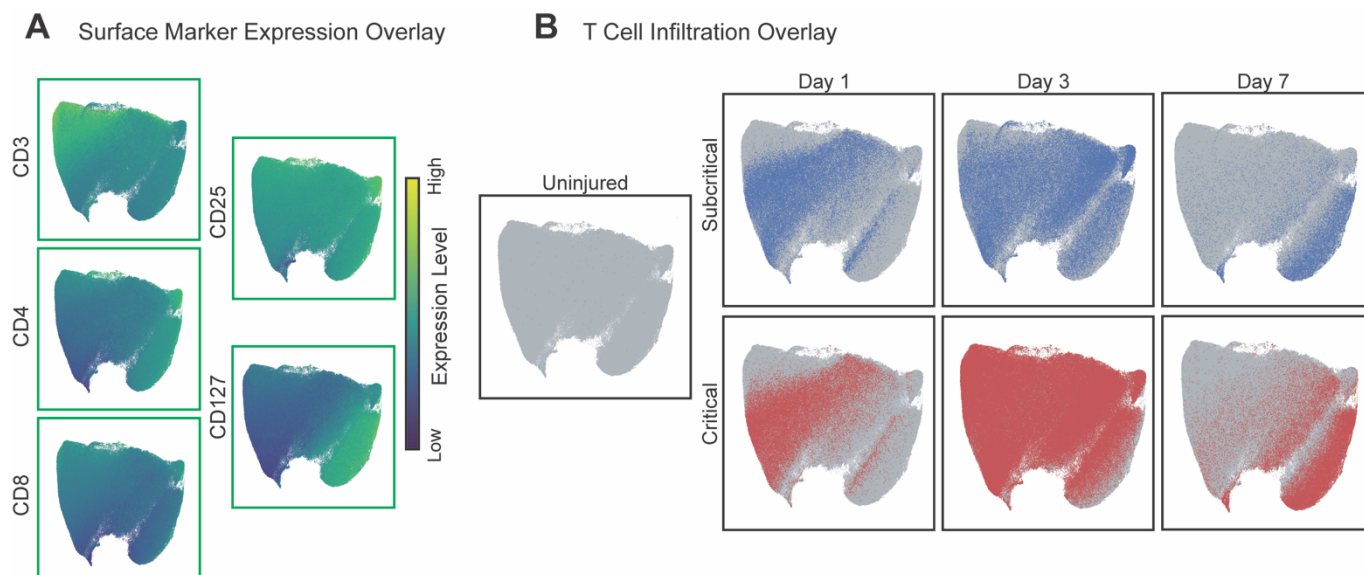 A Surface Marker Expression Overlay
CD3
CD4
CD8
CD25
CD127
High
Expression Level
Low
B T Cell Infiltration Overlay
Uninjured
Day 1
Day 3
Day 7
Subcritical
Critical